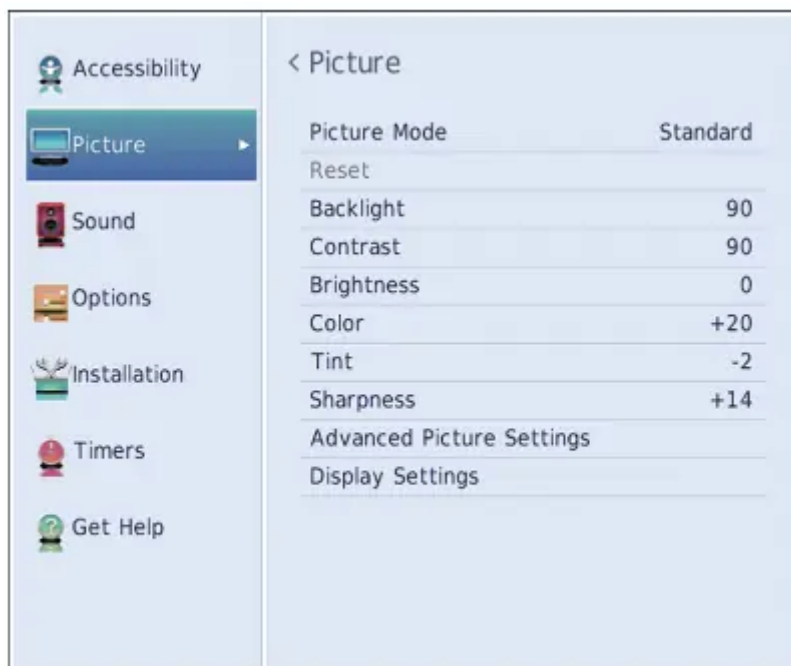 Accessibility
Picture
Sound
Options
Installation
Timers
Get Help
< Picture
Picture Mode Standard
Reset
Backlight 90
Contrast 90
Brightness 0
Color +20
Tint -2
Sharpness +14
Advanced Picture Settings
Display Settings